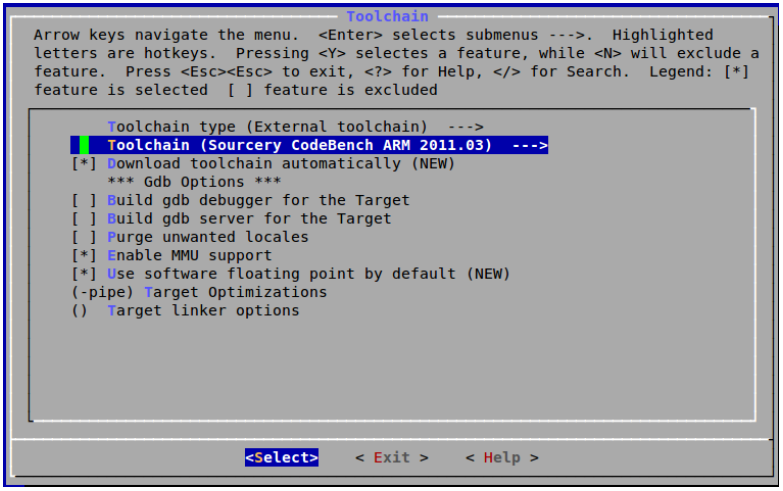 Toolchain
Arrow keys navigate the menu.  <Enter> selects submenus --->.  Highlighted
letters are hotkeys.  Pressing <Y> selectes a feature, while <N> will exclude a
feature.  Press <Esc><Esc> to exit, <?> for Help, </> for Search.  Legend: [*]
feature is selected  [ ] feature is excluded
Toolchain type (External toolchain)  --->
Toolchain (Sourcery CodeBench ARM 2011.03)  --->
[*] Download toolchain automatically (NEW)
*** Gdb Options ***
[ ] Build gdb debugger for the Target
[ ] Build gdb server for the Target
[ ] Purge unwanted locales
[*] Enable MMU support
[*] Use software floating point by default (NEW)
(-pipe) Target Optimizations
()  Target linker options
<Select>    < Exit >    < Help >